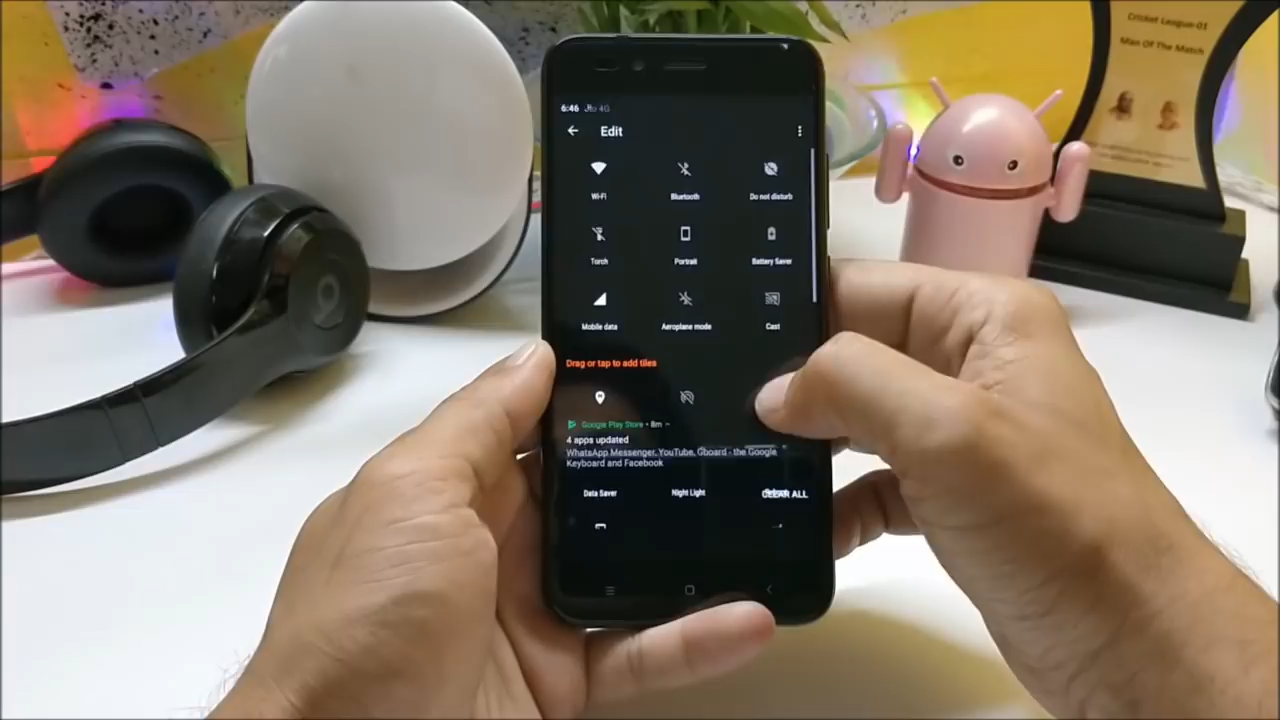 Cricket League-01
Man Of The Match
6:46 Jio 4G
Edit
Wi-Fi
Bluetooth
Do not disturb
Torch
Portrait
Battery Saver
Mobile data
Aeroplane mode
Cast
Drag or tap to add tiles
Google Play Store • 8m
4 apps updated
WhatsApp Messenger, YouTube, Gboard - the Google
Keyboard and Facebook
Data Saver
Night Light
CLEAR ALL